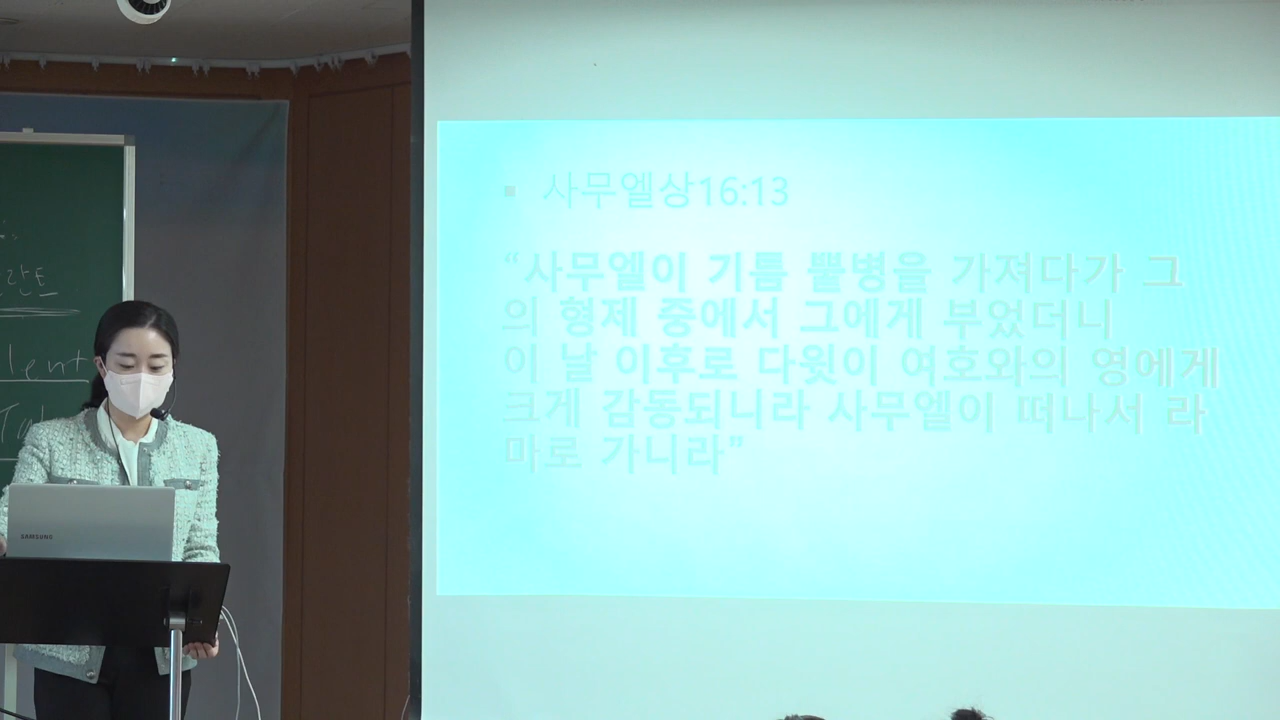 사무엘상16:13
“사무엘이 기름 뿔병을 가져다가 그
의 형제 중에서 그에게 부었더니
이 날 이후로 다윗이 여호와의 영에게
크게 감동되니라 사무엘이 떠나서 라
마로 가니라"
란트
lent
SAMSUNG